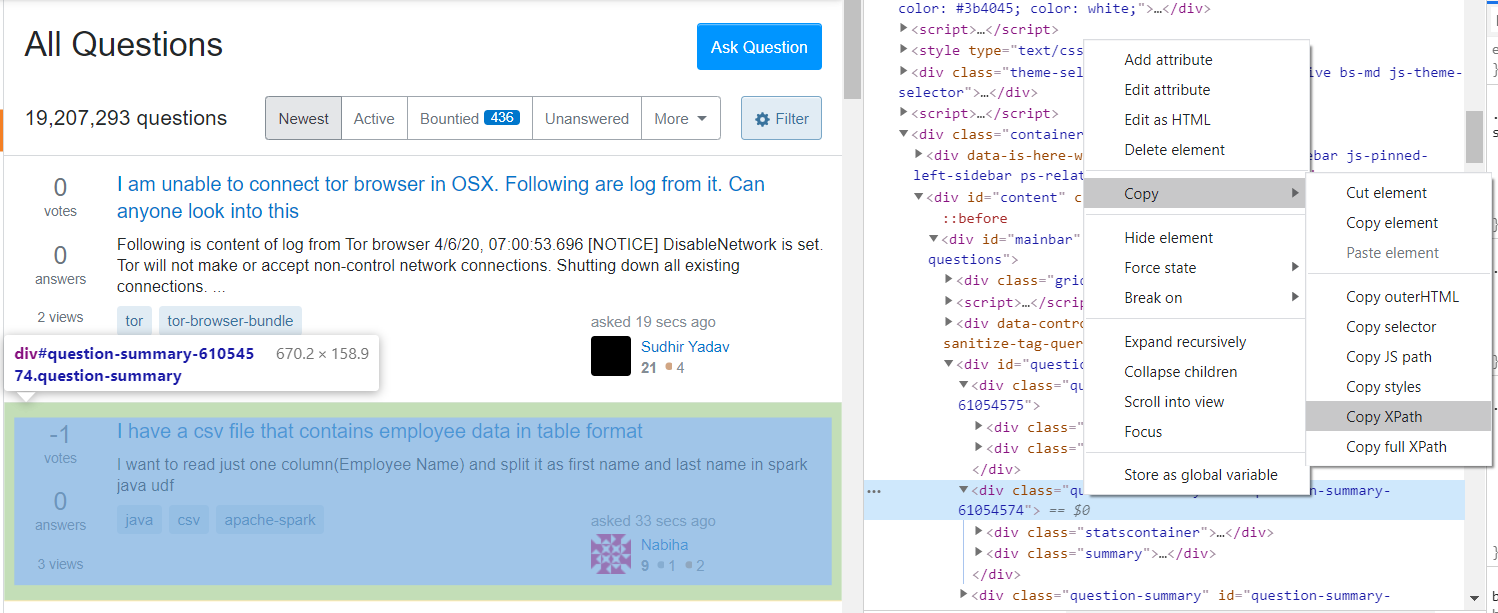 All Questions
Ask Question
19,207,293 questions
Newest
Active
Bountied 436
Unanswered
More
Filter
0
votes
I am unable to connect tor browser in OSX. Following are log from it. Can
anyone look into this
0
answers
Following is content of log from Tor browser 4/6/20, 07:00:53.696 [NOTICE] DisableNetwork is set.
Tor will not make or accept non-control network connections. Shutting down all existing
connections. ...
2 views
tor
tor-browser-bundle
asked 19 secs ago
Sudhir Yadav
21 4
div#question-summary-610545
74.question-summary
670.2 × 158.9
-1
votes
I have a csv file that contains employee data in table format
I want to read just one column(Employee Name) and split it as first name and last name in spark
java udf
0
answers
java
csv
apache-spark
3 views
asked 33 secs ago
Nabiha
9 1 2
color: #3b4045; color: white;">…</div>
<script>…</script>
<style type="text/css
<div class="theme-sel ive bs-md js-theme-
selector">…</div>
<script>…</script>
<div class="container
<div data-is-here-w ebar js-pinned-
left-sidebar ps-relat
<div id="content" c
::before
<div id="mainbar"
questions">
<div class="grid
<script>…</scrip
<div data-contro
sanitize-tag-quer
<div id="questio
<div class="qu
61054575">
<div class=
<div class=
</div>
<div class="qu n-summary-
61054574"> == $0
<div class="statscontainer">…</div>
<div class="summary">…</div>
</div>
<div class="question-summary" id="question-summary-
Add attribute
Edit attribute
Edit as HTML
Delete element
Copy
Hide element
Force state
Break on
Expand recursively
Collapse children
Scroll into view
Focus
Store as global variable
Cut element
Copy element
Paste element
Copy outerHTML
Copy selector
Copy JS path
Copy styles
Copy XPath
Copy full XPath